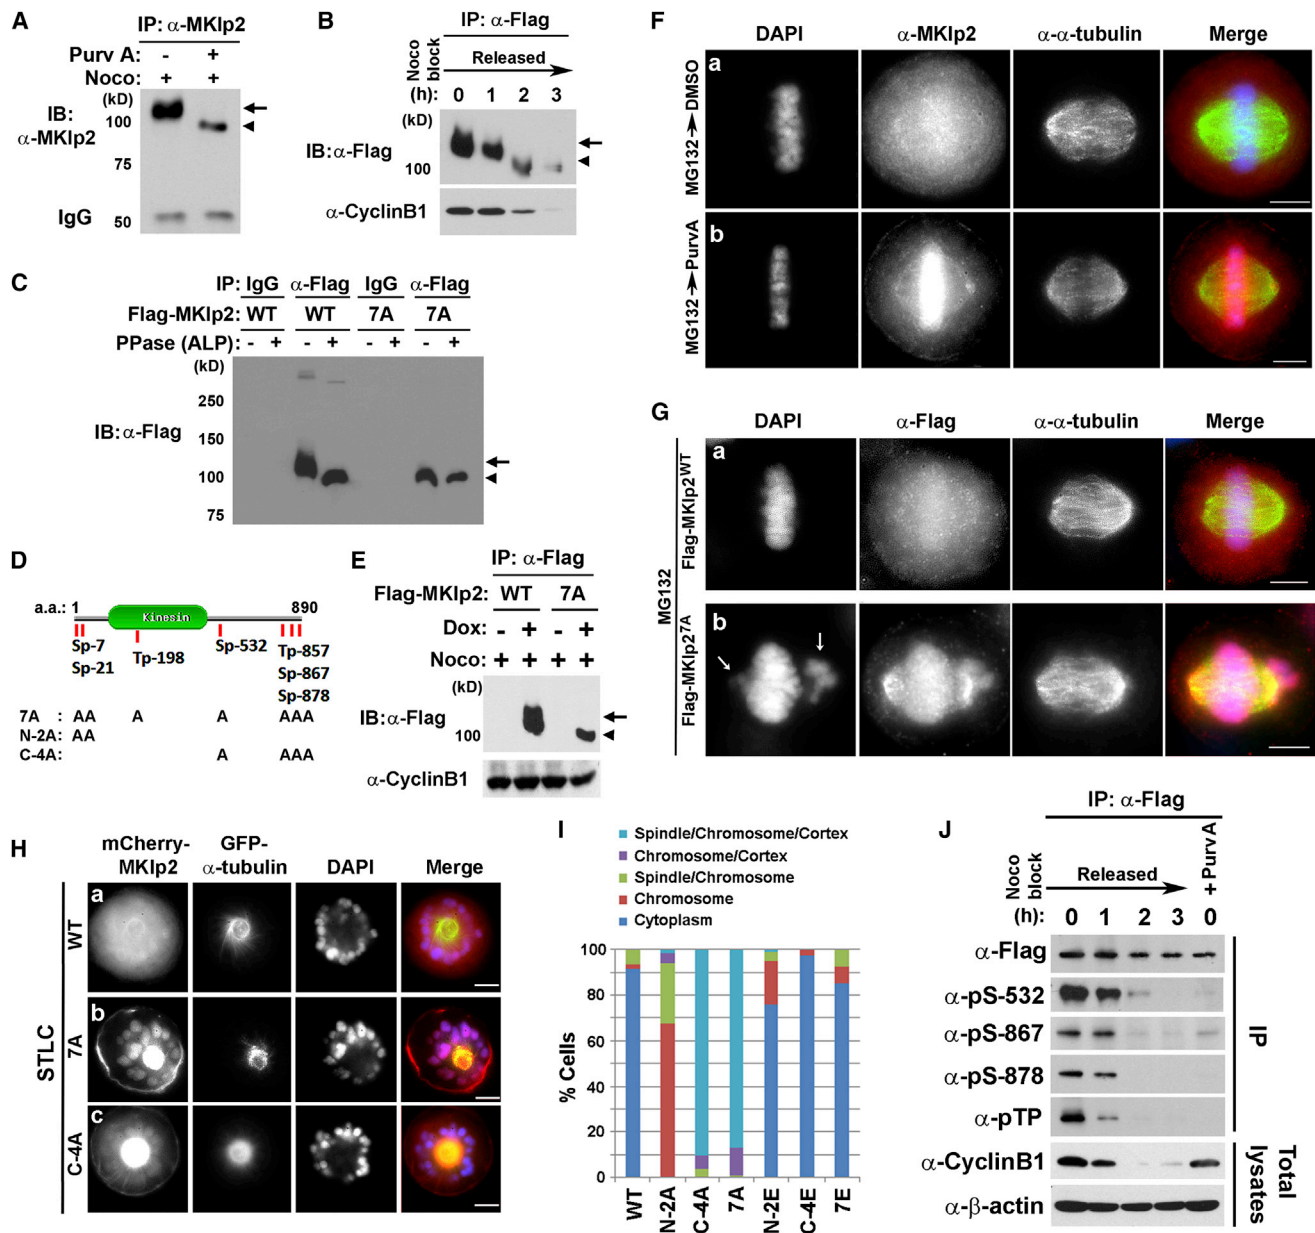 A
IP: α-MKlp2
Purv A: - +
Noco: + +
(kD)
IB: α-MKlp2
100
75
IgG
50
B
IP: α-Flag
Noco block
Released
(h): 0 1 2 3
(kD)
IB:α-Flag
100
α-CyclinB1
C
IP: IgG α-Flag IgG α-Flag
Flag-MKlp2: WT WT 7A 7A
PPase (ALP): - + - + - + - +
(kD)
250
150
IB:α-Flag
100
75
D
a.a.: 1 890
Kinesin
Sp-7 Tp-198 Sp-532 Tp-857
Sp-21 Sp-867
Sp-878
7A : AA A A AAA
N-2A: AA
C-4A: A AAA
E
IP: α-Flag
Flag-MKlp2: WT 7A
Dox: - + - +
Noco: + + + +
(kD)
IB:α-Flag
100
α-CyclinB1
F
DAPI α-MKlp2 α-α-tubulin Merge
a
MG132→DMSO
b
MG132→PurvA
G
DAPI α-Flag α-α-tubulin Merge
MG132
a
Flag-MKlp2WT
b
Flag-MKlp27A
H
mCherry-MKlp2 GFP-α-tubulin DAPI Merge
STLC
a
WT
b
7A
c
C-4A
I
Spindle/Chromosome/Cortex
Chromosome/Cortex
Spindle/Chromosome
Chromosome
Cytoplasm
% Cells
100
80
60
40
20
0
WT N-2A C-4A 7A N-2E C-4E 7E
J
IP: α-Flag
Noco block
Released
+ Purv A
(h): 0 1 2 3 0
α-Flag
α-pS-532
α-pS-867
α-pS-878
α-pTP
IP
α-CyclinB1
α-β-actin
Total lysates